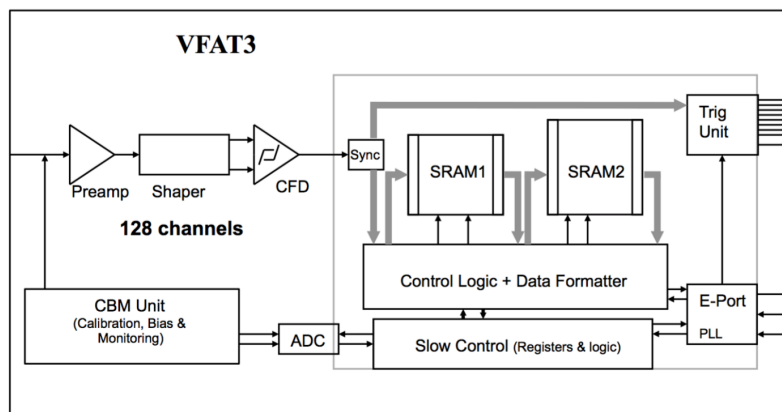 VFAT3
Trig
Unit
Sync
SRAM1
SRAM2
Preamp
Shaper
CFD
128 channels
Control Logic + Data Formatter
CBM Unit
(Calibration, Bias &
Monitoring)
ADC
E-Port
PLL
Slow Control (Registers & logic)